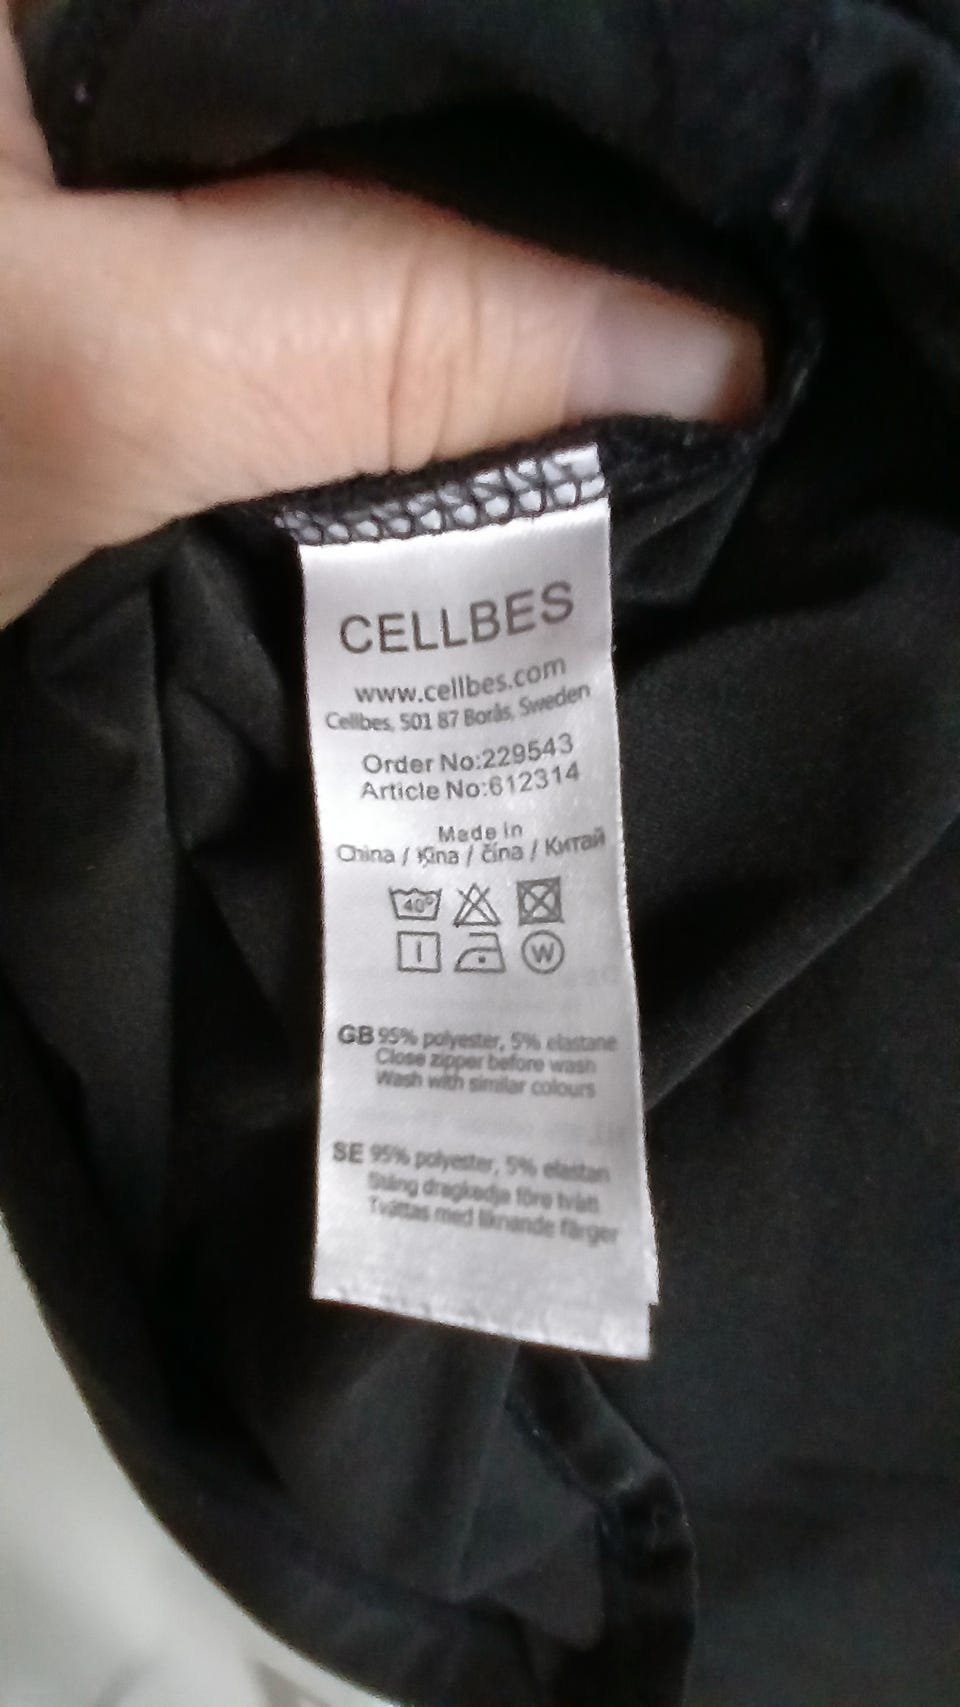 CELLBES
www.cellbes.com
Cellbes, 501 87 Borås, Sweden
Order No:229543
Article No:612314
Made in
China / Kina / čína / Китай
40°
W
GB 95% polyester, 5% elastane
Close zipper before wash
Wash with similar colours
SE 95% polyester, 5% elastan
Stäng dragkedja före tvätt
Tvättas med liknande färger